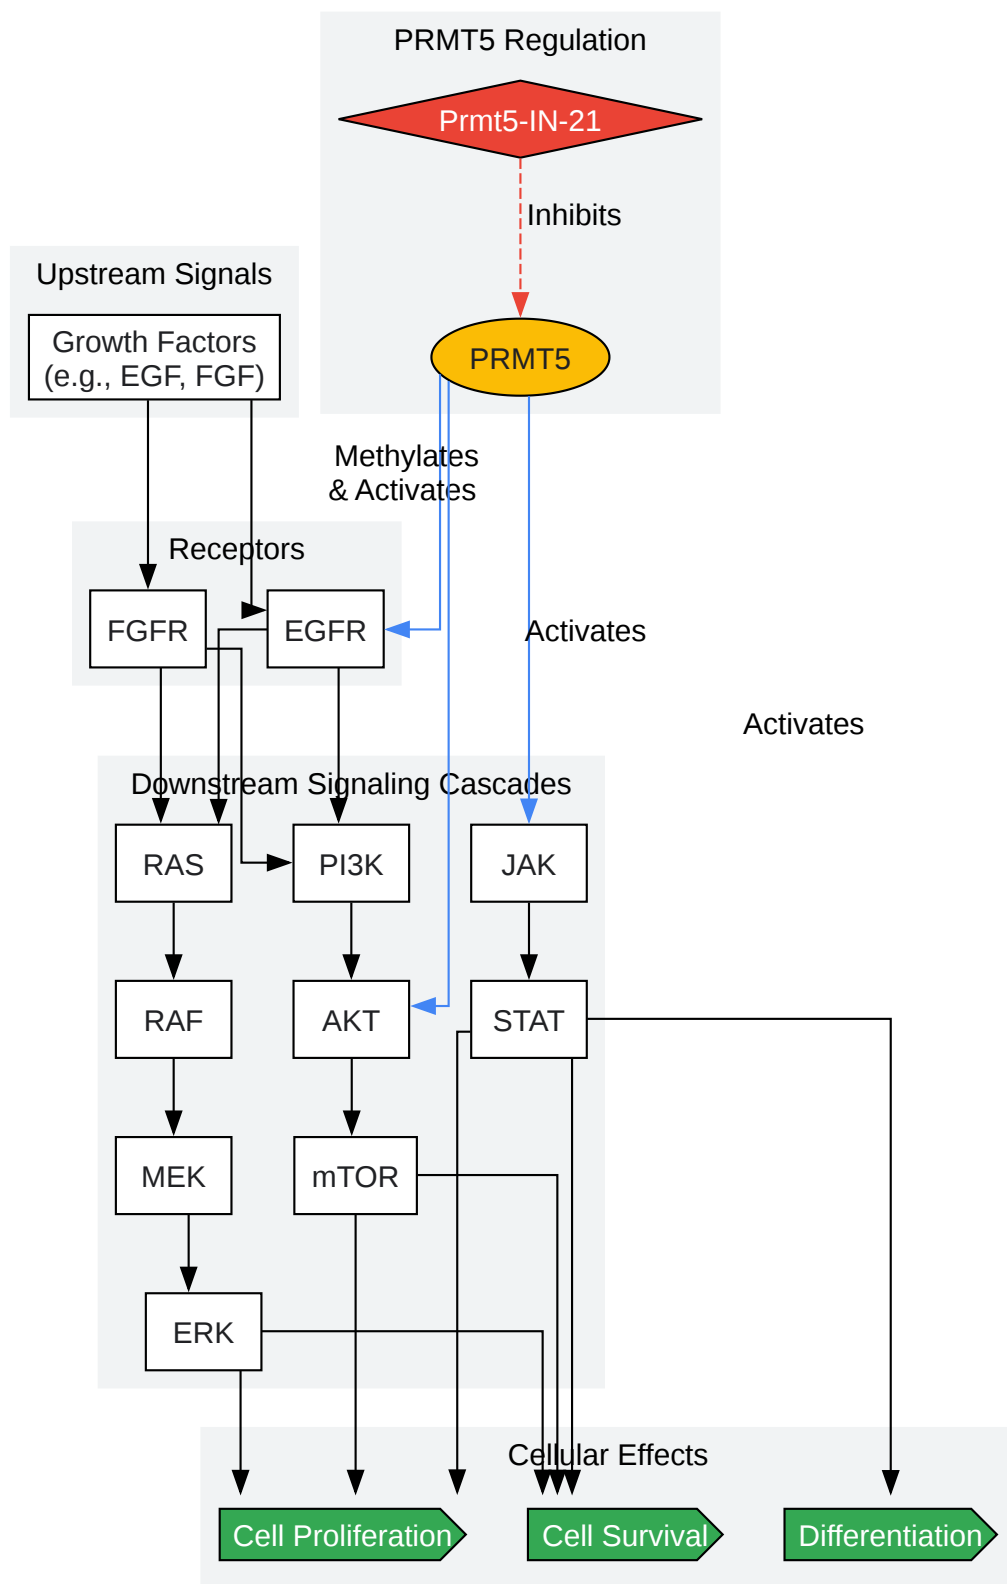 PRMT5 Regulation
Prmt5-IN-21
Inhibits
Upstream Signals
Growth Factors
(e.g., EGF, FGF)
PRMT5
Methylates
& Activates
Receptors
FGFR
EGFR
Activates
Activates
Downstream Signaling Cascades
RAS
PI3K
JAK
RAF
AKT
STAT
MEK
mTOR
ERK
Cellular Effects
Cell Proliferation
Cell Survival
Differentiation